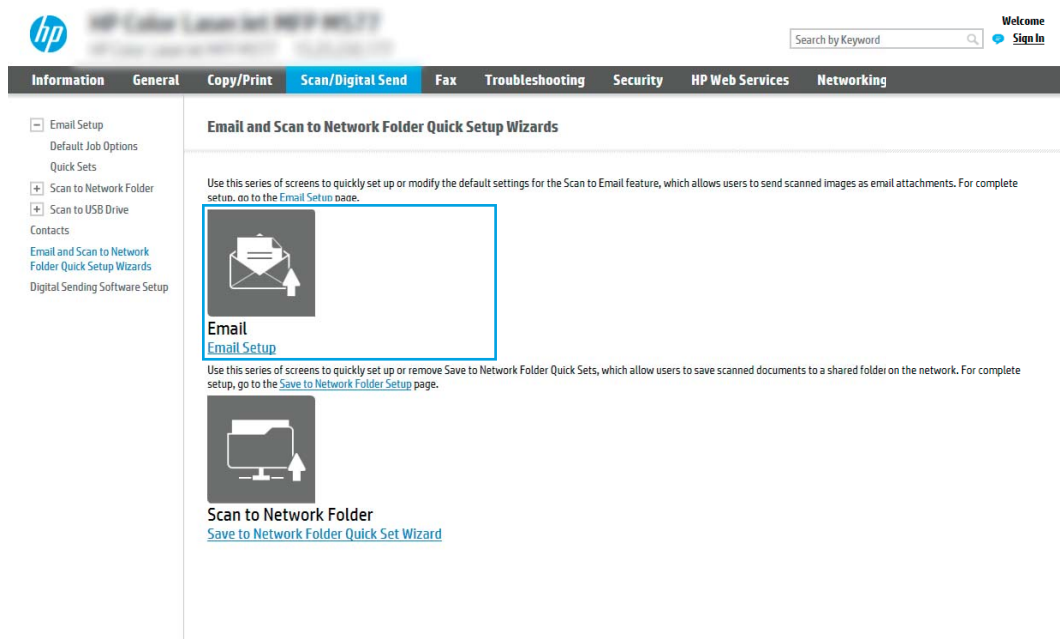 hp
Welcome
Search by Keyword
Sign In
Information General Copy/Print Scan/Digital Send Fax Troubleshooting Security HP Web Services Networking
Email Setup
Default Job Options
Quick Sets
Scan to Network Folder
Scan to USB Drive
Contacts
Email and Scan to Network
Folder Quick Setup Wizards
Digital Sending Software Setup
Email and Scan to Network Folder Quick Setup Wizards
Use this series of screens to quickly set up or modify the default settings for the Scan to Email feature, which allows users to send scanned images as email attachments. For complete
setup, go to the Email Setup page.
Email
Email Setup
Use this series of screens to quickly set up or remove Save to Network Folder Quick Sets, which allow users to save scanned documents to a shared folder on the network. For complete
setup, go to the Save to Network Folder Setup page.
Scan to Network Folder
Save to Network Folder Quick Set Wizard